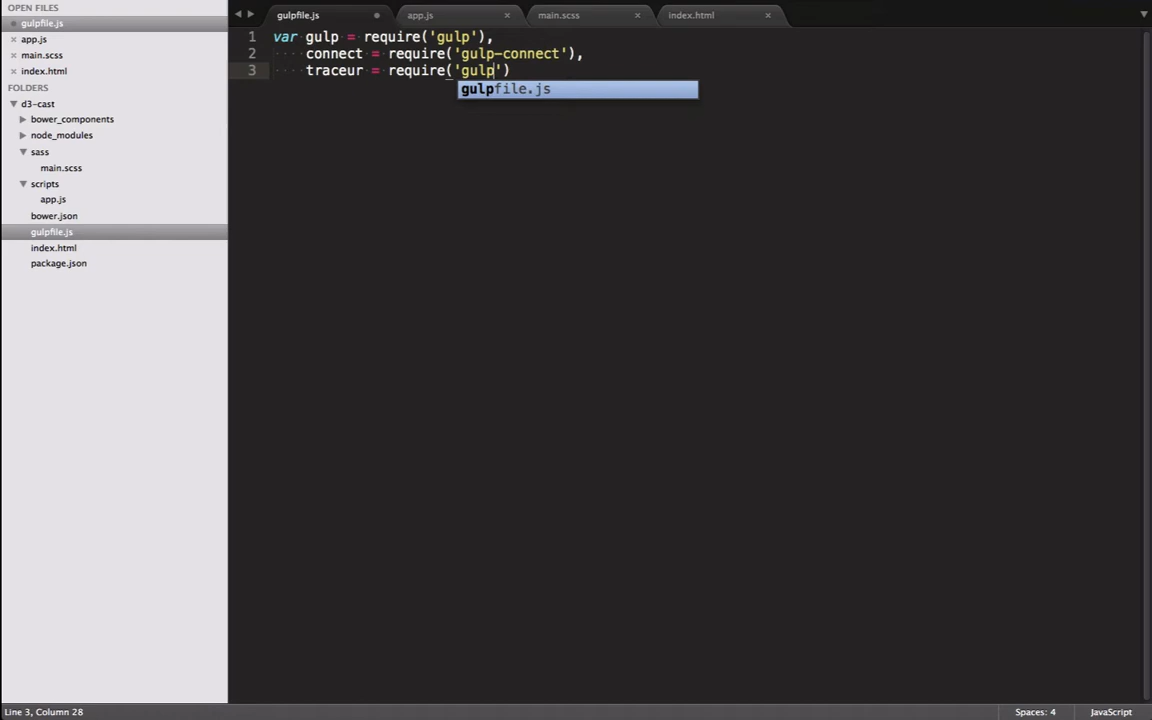 OPEN FILES
gulpfile.js
app.js
main.scss
index.html
FOLDERS
d3-cast
bower_components
node_modules
sass
main.scss
scripts
app.js
bower.json
gulpfile.js
index.html
package.json
gulpfile.js
app.js
main.scss
index.html
1 var gulp = require('gulp'),
2 connect = require('gulp-connect'),
3 traceur = require('gulp')
gulpfile.js
Line 3, Column 28
Spaces: 4
JavaScript